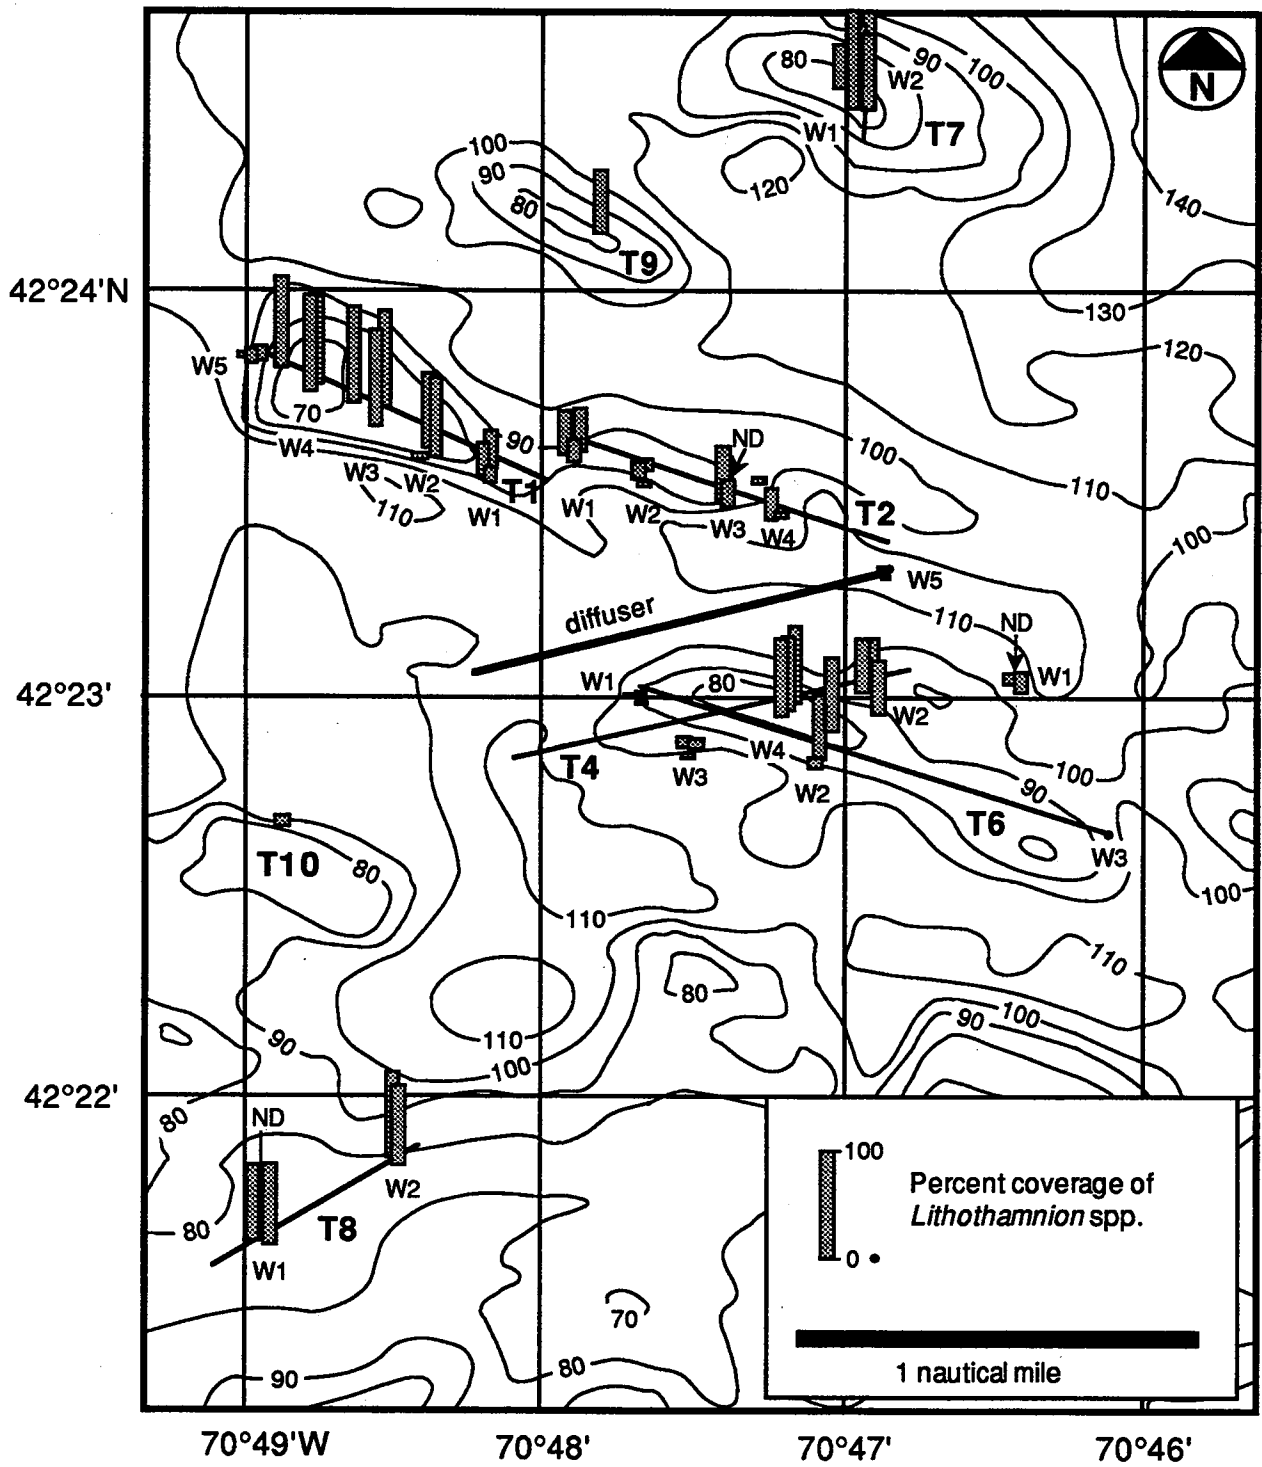 80
90
100
N
W2
W1
T7
100
90
120
140
80
T9
42°24'N
130
120
W5
70
W4
90
ND
100
W3
W2
T1
110
110
W1
W1
W2
W3
W4
T2
100
diffuser
W5
110
ND
W1
42°23'
W1
80
W2
T4
W3
W4
W2
100
90
T6
W3
T10
80
100
110
110
80
110
90
100
90
100
42°22'
80
ND
W2
80
T8
W1
70
80
90
100
0
Percent coverage of
Lithothamnion spp.
1 nautical mile
70°49'W
70°48'
70°47'
70°46'